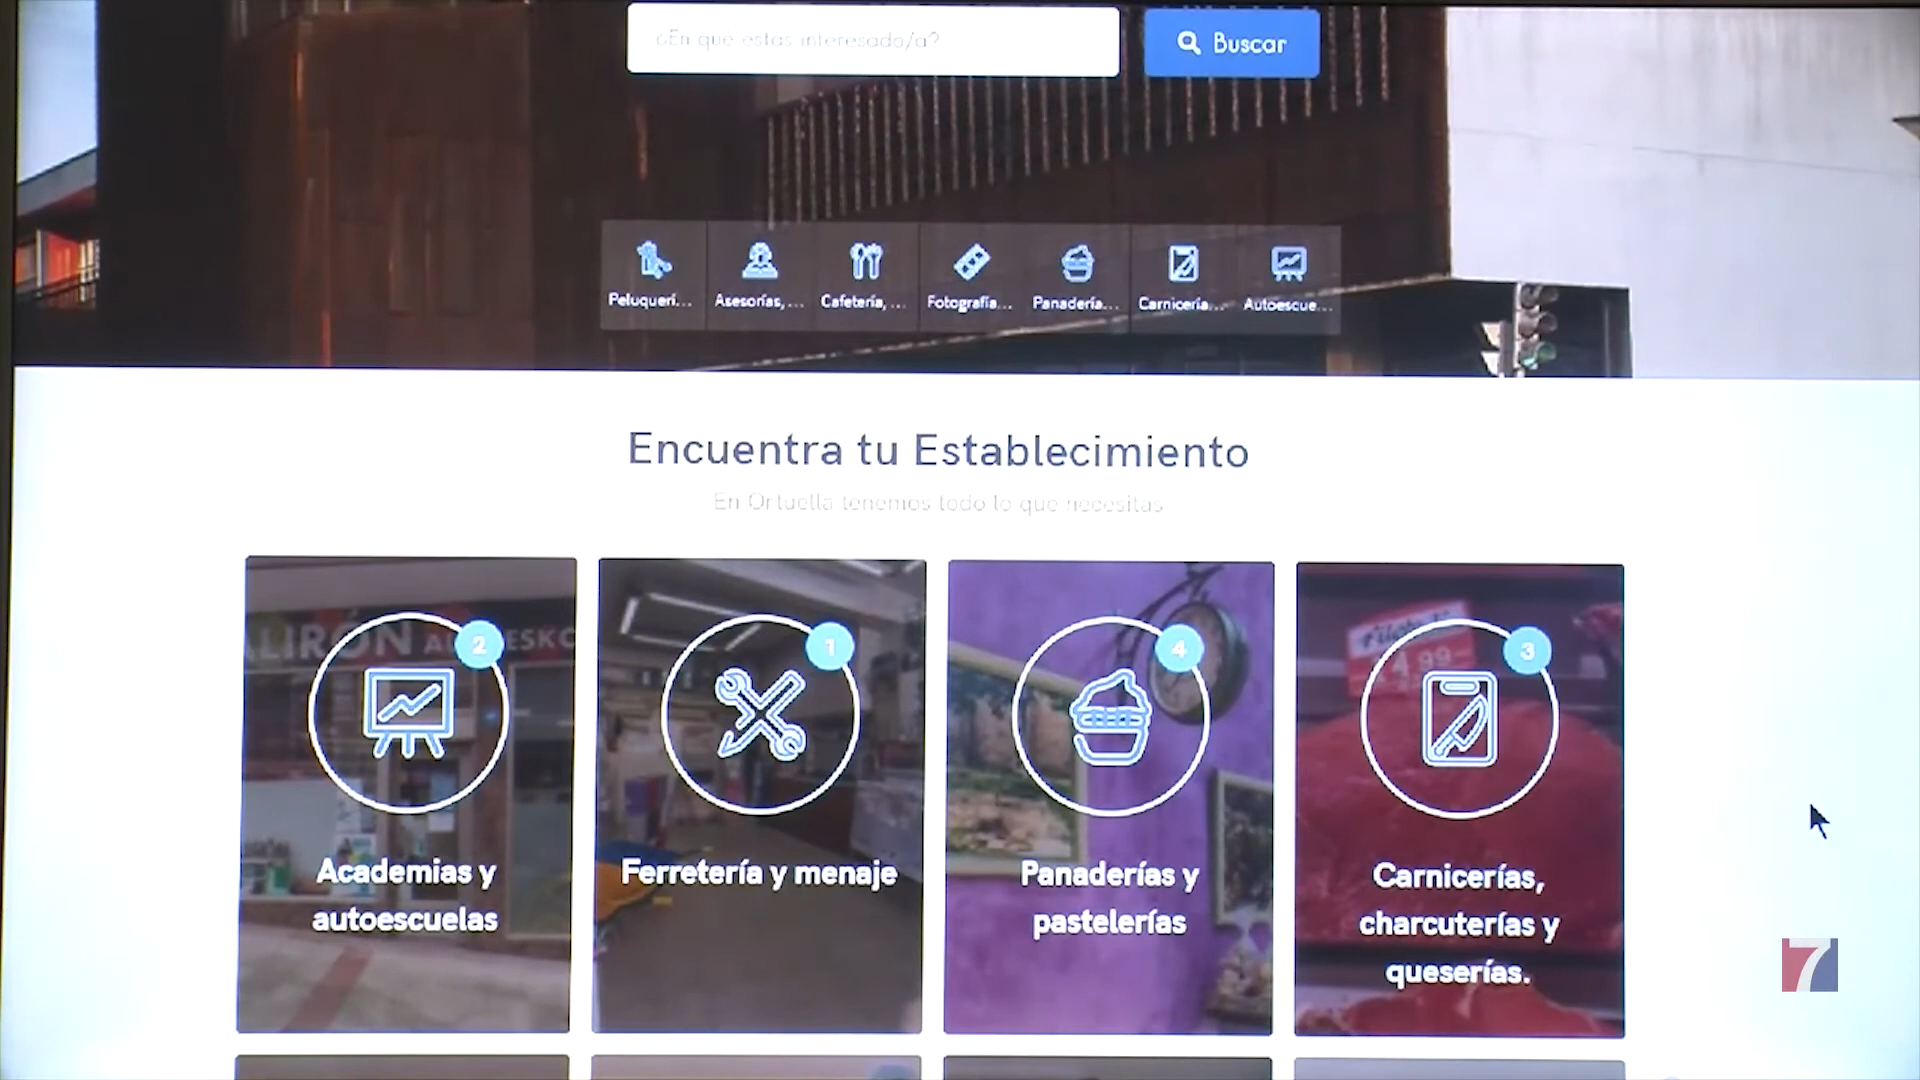 ¿En que estas interesado/a?
Buscar
Peluquerí...
Asesorías, ...
Cafetería, ...
Fotografía...
Panadería...
Carnicería...
Autoescue...
Encuentra tu Establecimiento
En Ortuella tenemos todo lo que necesitas
2
1
4
3
Academias y
autoescuelas
Ferretería y menaje
Panaderías y
pastelerías
Carnicerías,
charcuterías y
queserías.
7